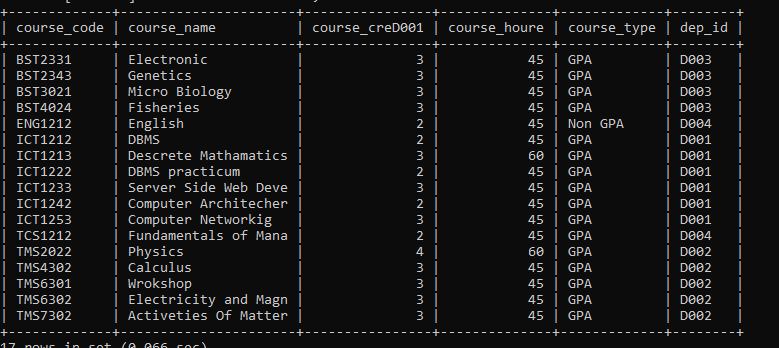 +-------------+----------------------+----------------+--------------+-------------+--------+
| course_code | course_name | course_creD001 | course_houre | course_type | dep_id |
+-------------+----------------------+----------------+--------------+-------------+--------+
| BST2331 | Electronic | 3 | 45 | GPA | D003 |
| BST2343 | Genetics | 3 | 45 | GPA | D003 |
| BST3021 | Micro Biology | 3 | 45 | GPA | D003 |
| BST4024 | Fisheries | 3 | 45 | GPA | D003 |
| ENG1212 | English | 2 | 45 | Non GPA | D004 |
| ICT1212 | DBMS | 2 | 45 | GPA | D001 |
| ICT1213 | Descrete Mathamatics | 3 | 60 | GPA | D001 |
| ICT1222 | DBMS practicum | 2 | 45 | GPA | D001 |
| ICT1233 | Server Side Web Deve | 3 | 45 | GPA | D001 |
| ICT1242 | Computer Architecher | 2 | 45 | GPA | D001 |
| ICT1253 | Computer Networkig | 3 | 45 | GPA | D001 |
| TCS1212 | Fundamentals of Mana | 2 | 45 | GPA | D004 |
| TMS2022 | Physics | 4 | 60 | GPA | D002 |
| TMS4302 | Calculus | 3 | 45 | GPA | D002 |
| TMS6301 | Wrokshop | 3 | 45 | GPA | D002 |
| TMS6302 | Electricity and Magn | 3 | 45 | GPA | D002 |
| TMS7302 | Activeties Of Matter | 3 | 45 | GPA | D002 |
+-------------+----------------------+----------------+--------------+-------------+--------+
17 rows in set (0.066 sec)